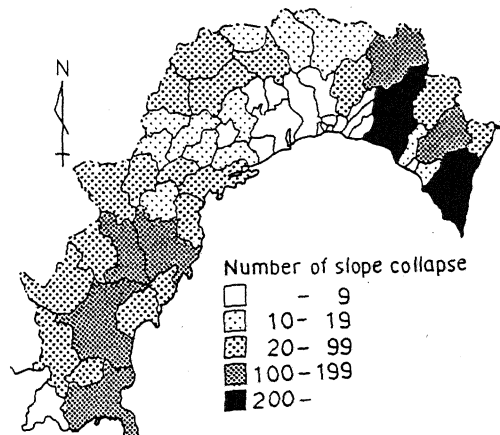 N
Number of slope collapse
- 9
10- 19
20- 99
100-199
200-